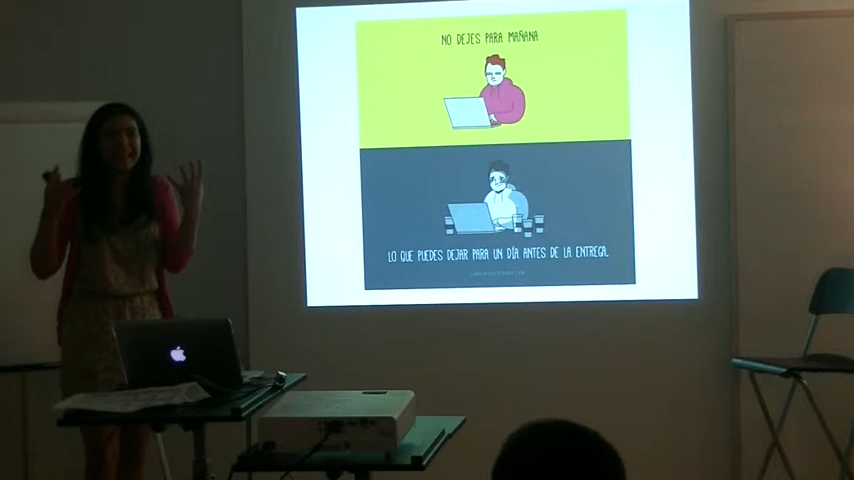 NO DEJES PARA MAÑANA
LO QUE PUEDES DEJAR PARA UN DÍA ANTES DE LA ENTREGA.